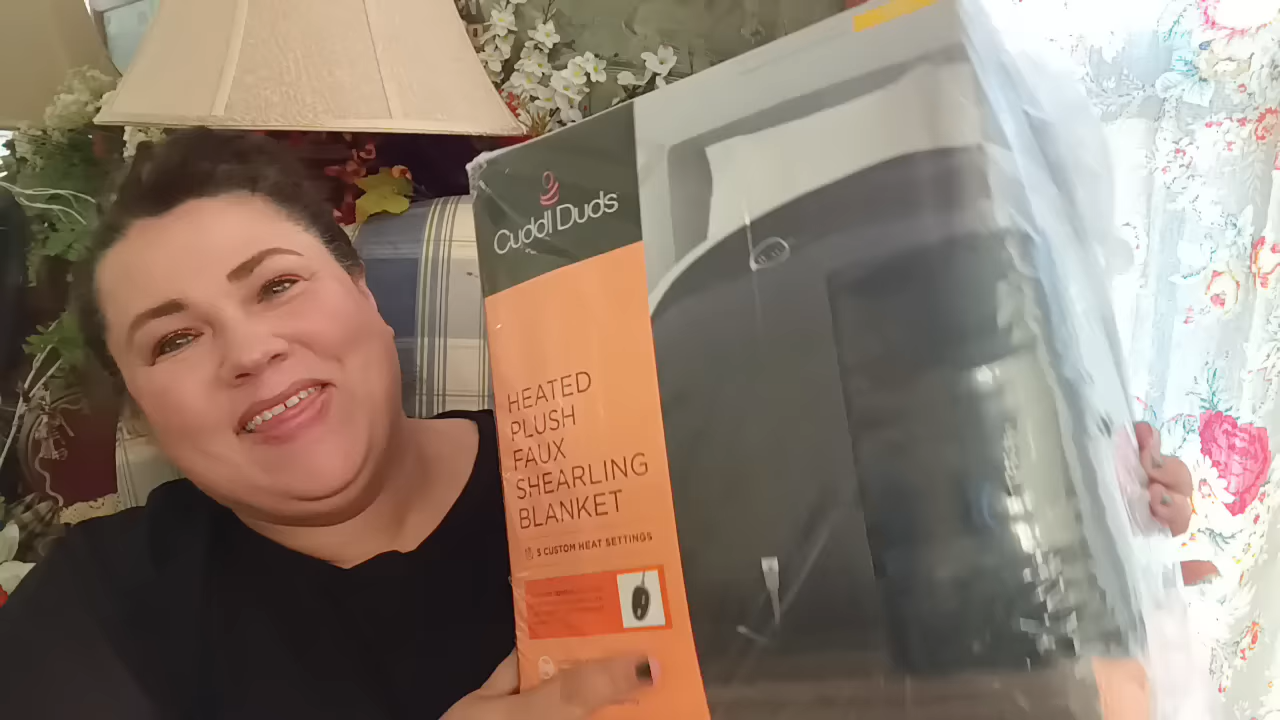 Cuddl Duds
HEATED
PLUSH
FAUX
SHEARLING
BLANKET
5 CUSTOM HEAT SETTINGS